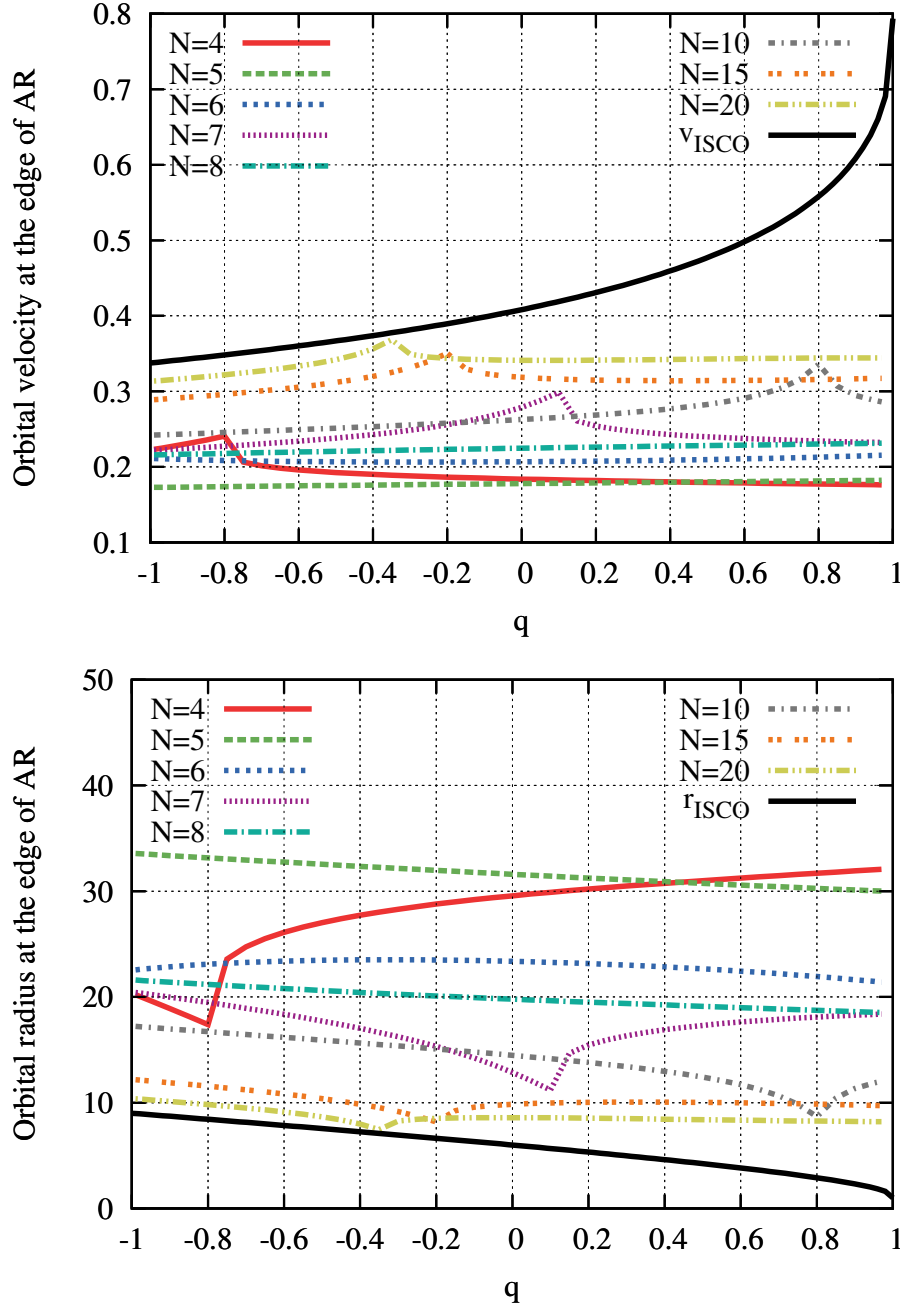 Orbital velocity at the edge of AR
0.8
0.7
0.6
0.5
0.4
0.3
0.2
0.1
N=4
N=5
N=6
N=7
N=8
N=10
N=15
N=20
vISCO
-1 -0.8 -0.6 -0.4 -0.2 0 0.2 0.4 0.6 0.8 1
q
Orbital radius at the edge of AR
50
40
30
20
10
0
N=4
N=5
N=6
N=7
N=8
N=10
N=15
N=20
rISCO
-1 -0.8 -0.6 -0.4 -0.2 0 0.2 0.4 0.6 0.8 1
q